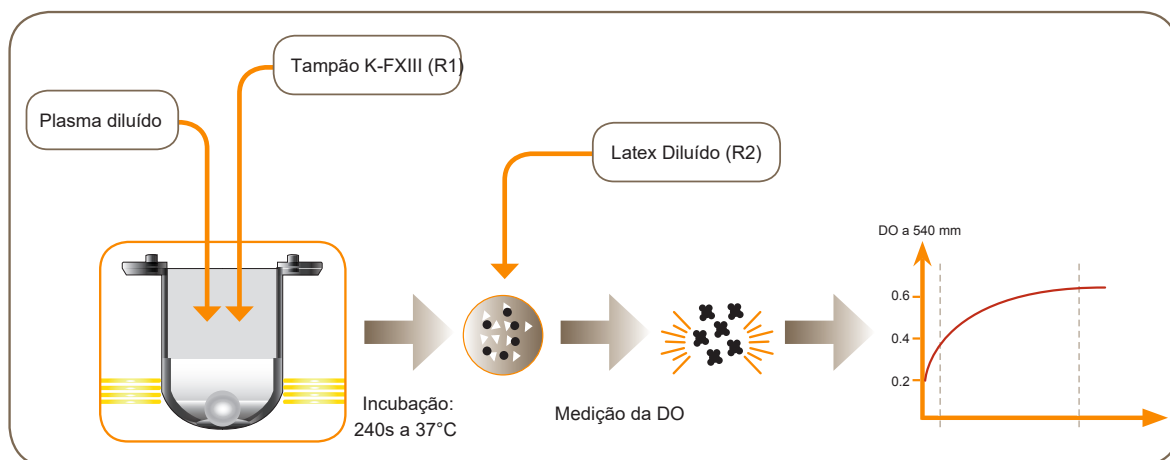 Tampão K-FXIII (R1)
Plasma diluído
Latex Diluído (R2)
DO a 540 mm
0.6
0.4
0.2
Incubação:
240s a 37°C
Medição da DO